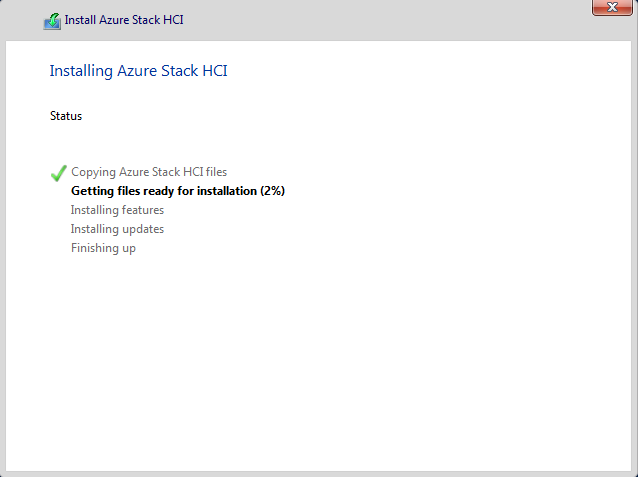 Install Azure Stack HCI
Installing Azure Stack HCI
Status
Copying Azure Stack HCI files
Getting files ready for installation (2%)
Installing features
Installing updates
Finishing up